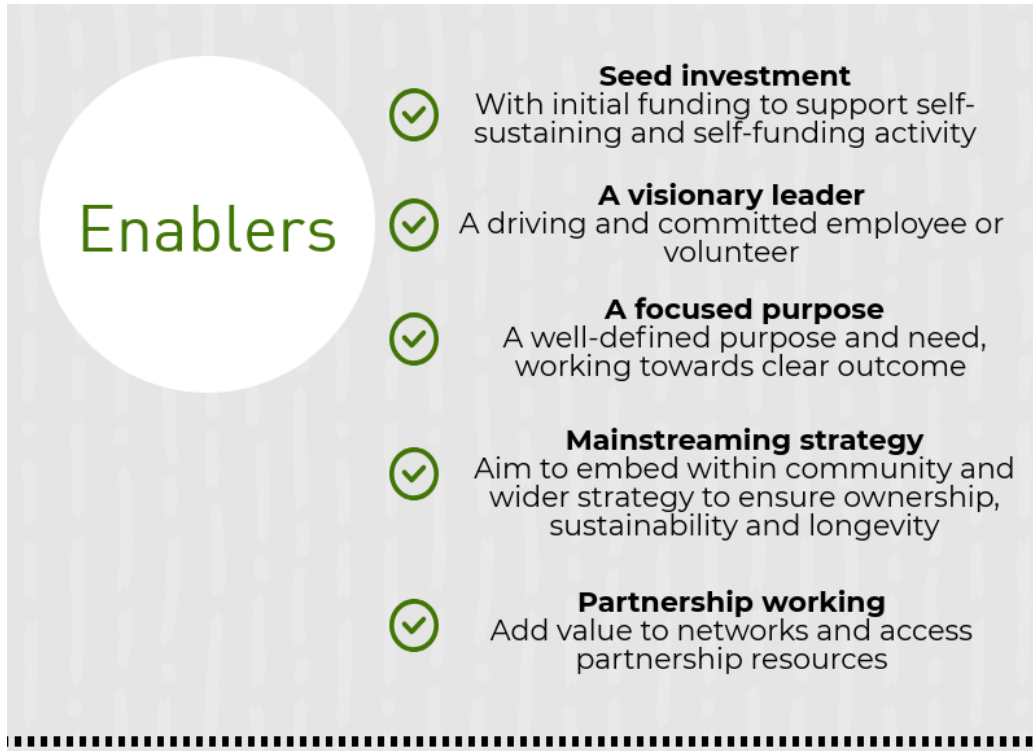 Enablers
Seed investment
With initial funding to support self-
sustaining and self-funding activity
A visionary leader
A driving and committed employee or
volunteer
A focused purpose
A well-defined purpose and need,
working towards clear outcome
Mainstreaming strategy
Aim to embed within community and
wider strategy to ensure ownership,
sustainability and longevity
Partnership working
Add value to networks and access
partnership resources